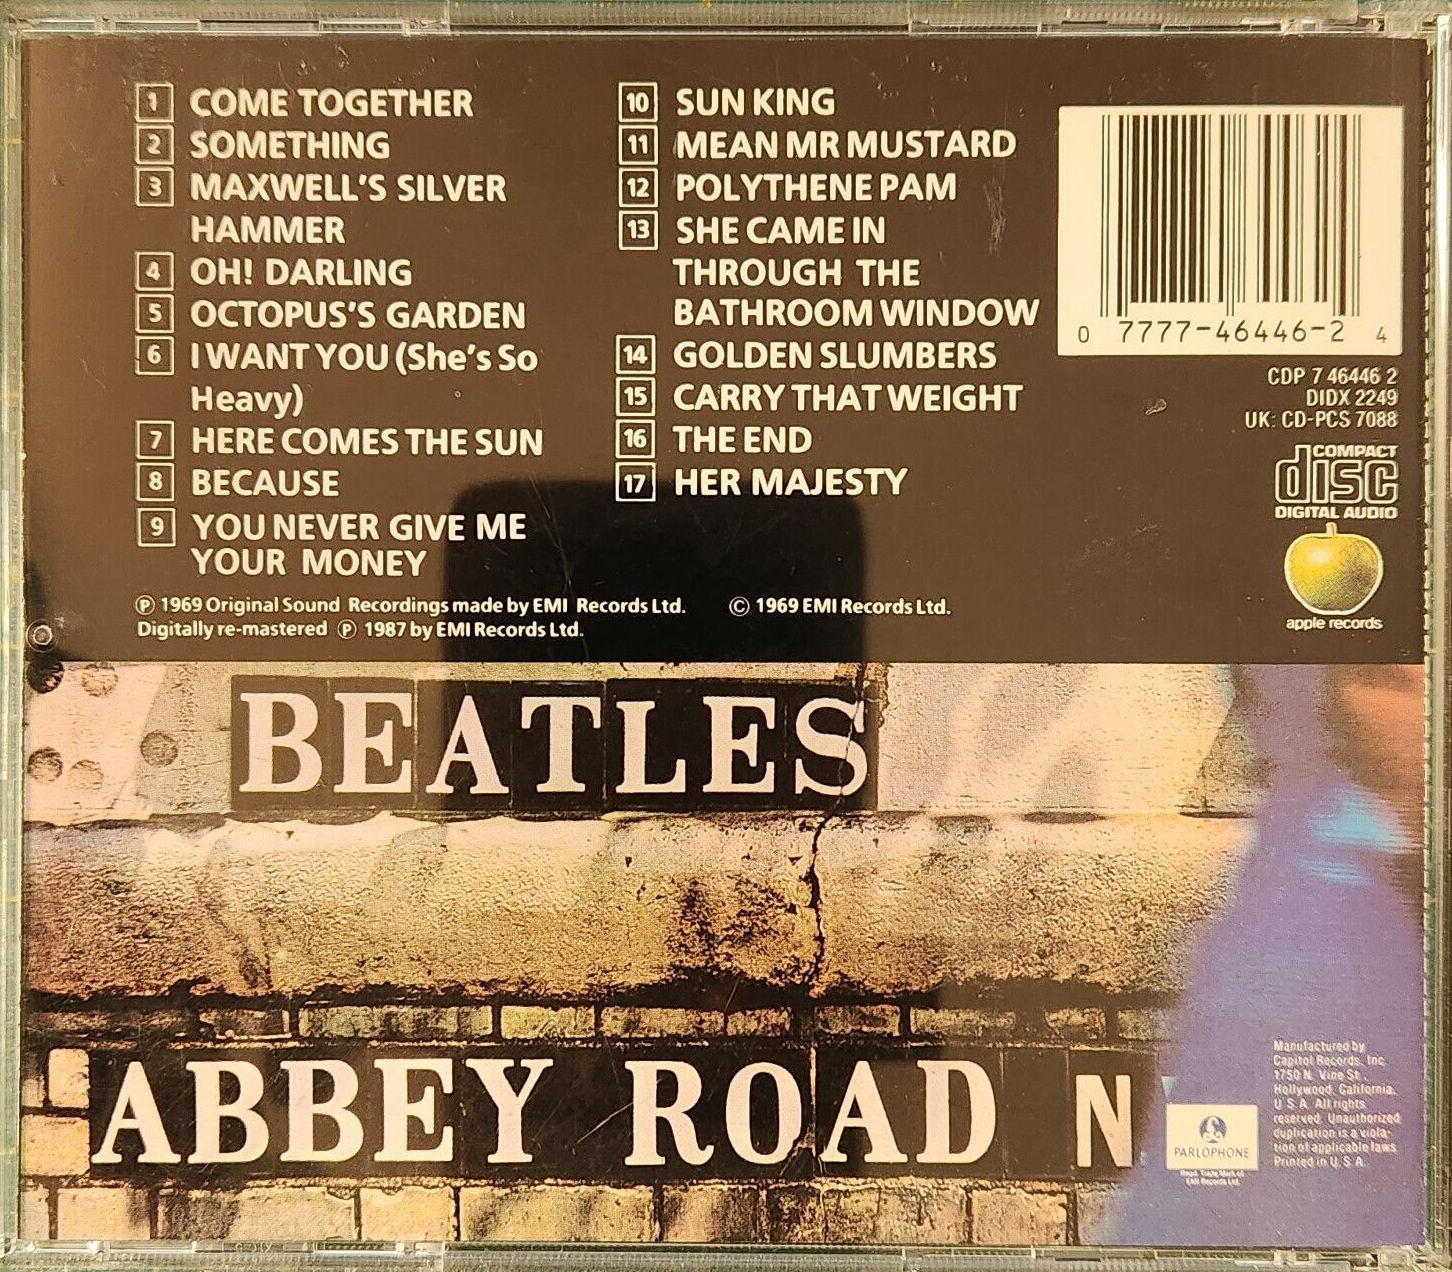 1 COME TOGETHER
2 SOMETHING
3 MAXWELL'S SILVER
HAMMER
4 OH! DARLING
5 OCTOPUS'S GARDEN
6 I WANT YOU (She's So
Heavy)
7 HERE COMES THE SUN
8 BECAUSE
9 YOU NEVER GIVE ME
YOUR MONEY
10 SUN KING
11 MEAN MR MUSTARD
12 POLYTHENE PAM
13 SHE CAME IN
THROUGH THE
BATHROOM WINDOW
14 GOLDEN SLUMBERS
15 CARRY THAT WEIGHT
16 THE END
17 HER MAJESTY
0 7777-46446-2 4
CDP 7 46446 2
DIDX 2249
UK: CD-PCS 7088
COMPACT
disc
DIGITAL AUDIO
apple records
Ⓟ 1969 Original Sound Recordings made by EMI Records Ltd. © 1969 EMI Records Ltd.
Digitally re-mastered Ⓟ 1987 by EMI Records Ltd.
BEATLES
ABBEY ROAD N
£
PARLOPHONE
Regd. Trade Mark of
EMI Records Ltd.
Manufactured by
Capitol Records, Inc.
1750 N. Vine St.,
Hollywood, California,
U.S.A. All rights
reserved. Unauthorized
duplication is a viola-
tion of applicable laws.
Printed in U.S.A.